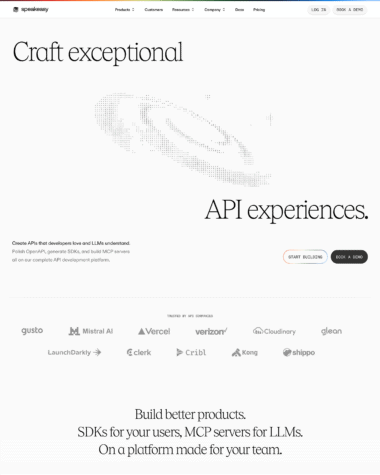 speakeasy
Products
Customers
Resources
Company
Docs
Pricing
LOG IN
BOOK A DEMO
Craft exceptional
API experiences.
Create APIs that developers love and LLMs understand.
Polish OpenAPI, generate SDKs, and build MCP servers
all on our complete API development platform.
START BUILDING
BOOK A DEMO
TRUSTED BY API COMPANIES
gusto
Mistral AI
Vercel
verizon
Cloudinary
glean
LaunchDarkly
clerk
Cribl
Kong
shippo
Build better products.
SDKs for your users, MCP servers for LLMs.
On a platform made for your team.